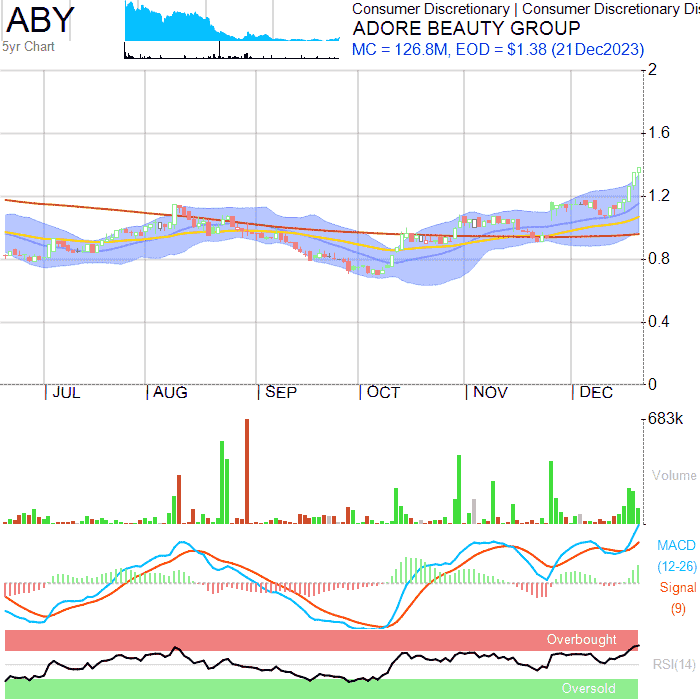 ABY
5yr Chart
Consumer Discretionary | Consumer Discretionary Dis
ADORE BEAUTY GROUP
MC = 126.8M, EOD = $1.38 (21Dec2023)
2
1.6
1.2
0.8
0.4
0
JUL AUG SEP OCT NOV DEC
683k
Volume
MACD
(12-26)
Signal
(9)
Overbought
RSI(14)
Oversold